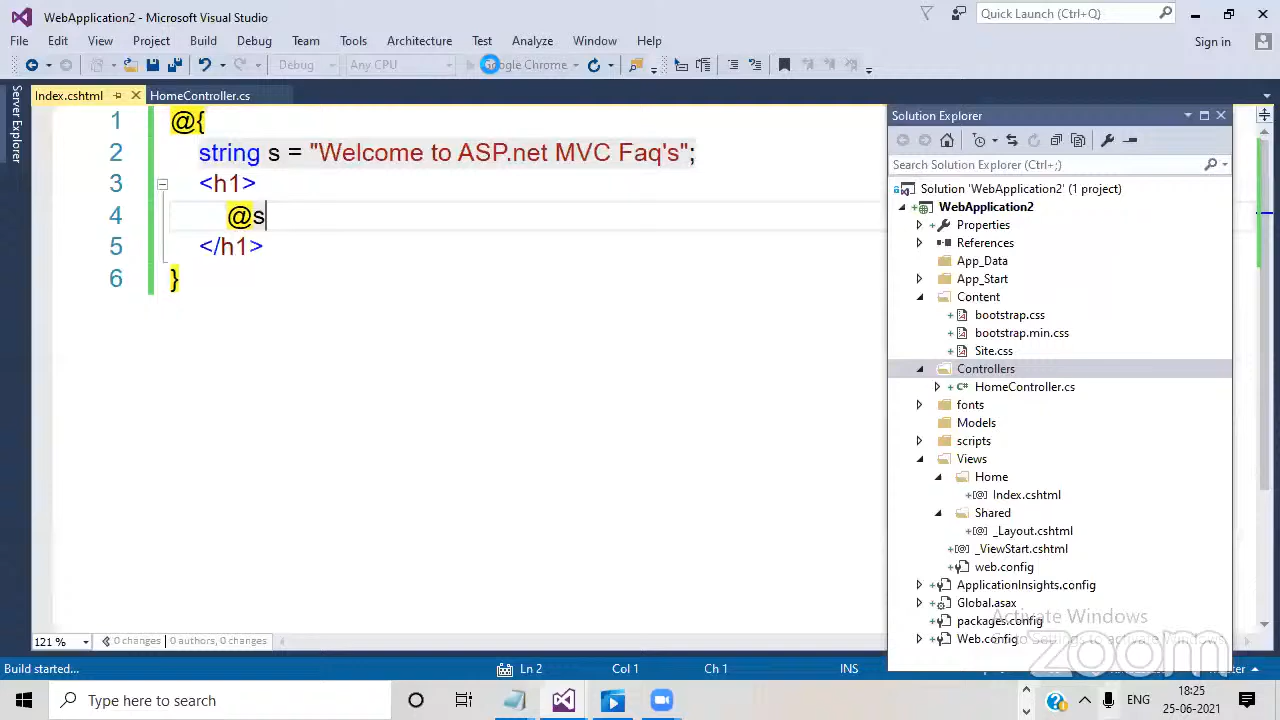 WebApplication2 - Microsoft Visual Studio
Quick Launch (Ctrl+Q)
File Edit View Project Build Debug Team Tools Architecture Test Analyze Window Help
Sign in
Debug Any CPU Google Chrome
Server Explorer
Index.cshtml HomeController.cs
1 @{
2 string s = "Welcome to ASP.net MVC Faq's";
3 <h1>
4 @s
5 </h1>
6 }
Solution Explorer
Search Solution Explorer (Ctrl+;)
Solution 'WebApplication2' (1 project)
WebApplication2
Properties
References
App_Data
App_Start
Content
bootstrap.css
bootstrap.min.css
Site.css
Controllers
HomeController.cs
fonts
Models
scripts
Views
Home
Index.cshtml
Shared
_Layout.cshtml
_ViewStart.cshtml
web.config
ApplicationInsights.config
Global.asax
packages.config
Web.config
Activate Windows
zoom
121 % 0 changes 0 authors, 0 changes
Build started... Ln 2 Col 1 Ch 1 INS
Type here to search
ENG 18:25
25-06-2021